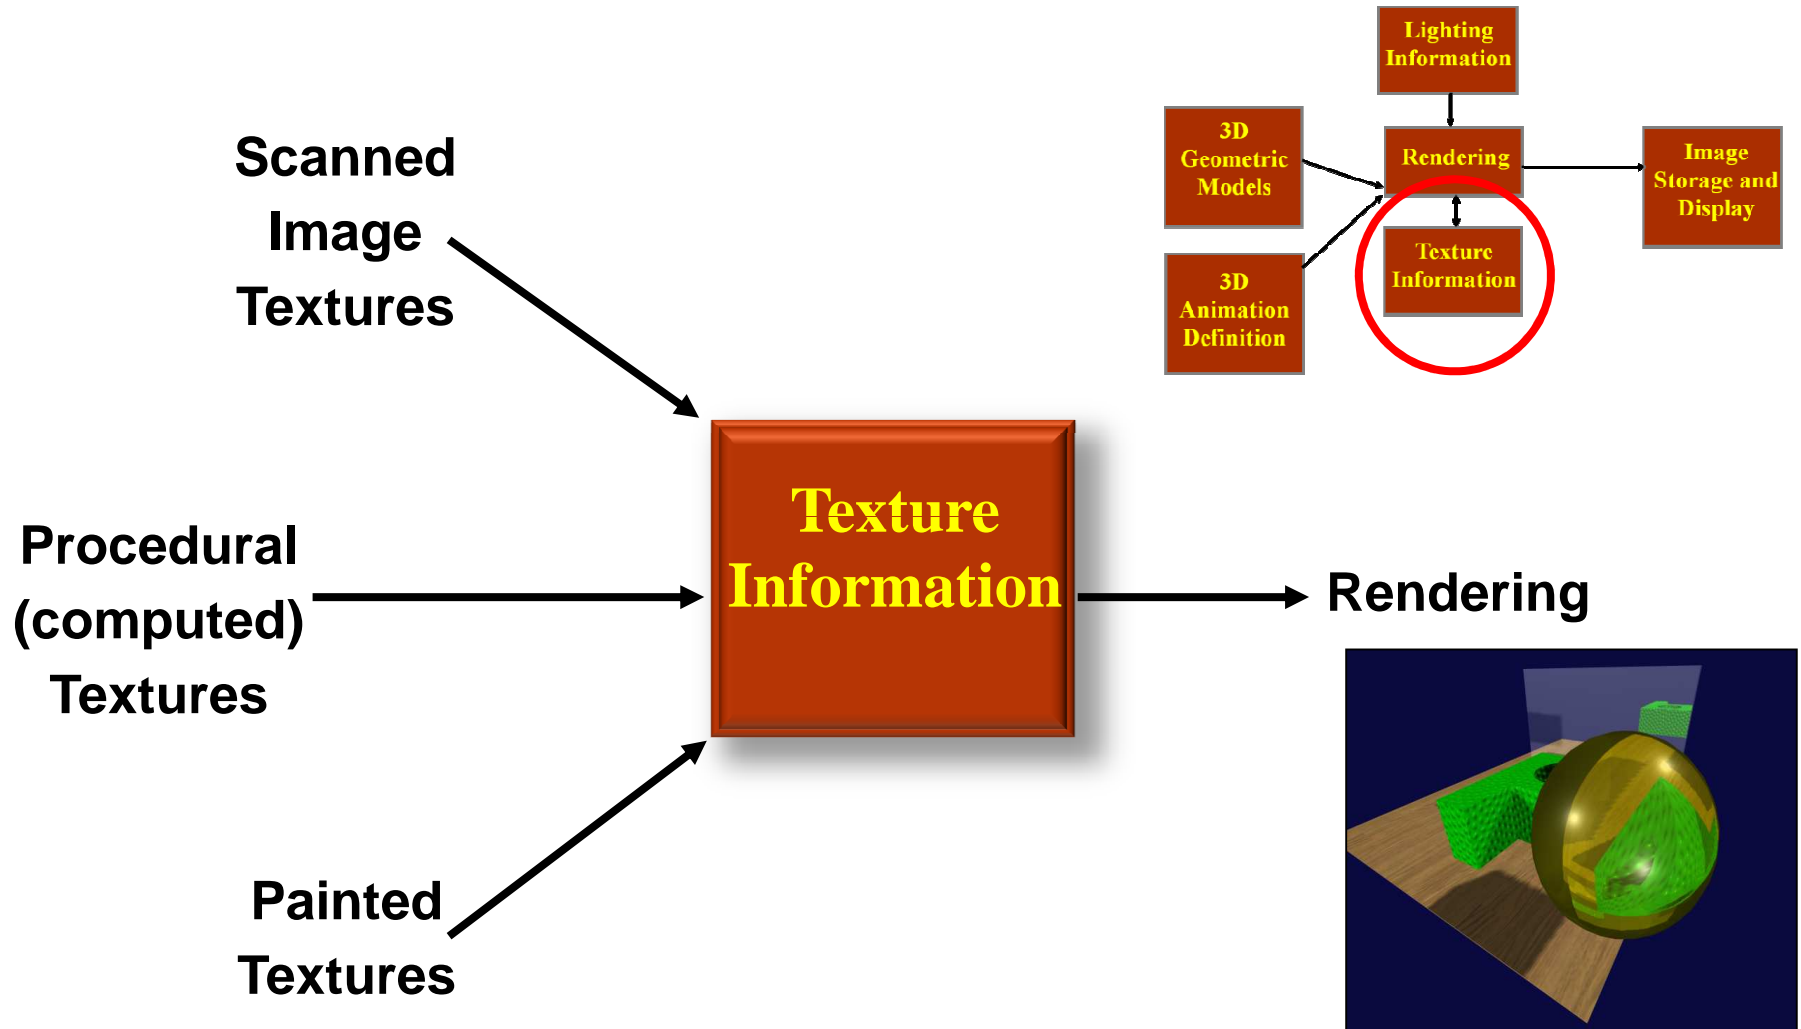 Lighting
Information
3D
Geometric
Models
Rendering
Image
Storage and
Display
Texture
Information
3D
Animation
Definition
Scanned
Image
Textures
Procedural
(computed)
Textures
Painted
Textures
Texture
Information
Rendering